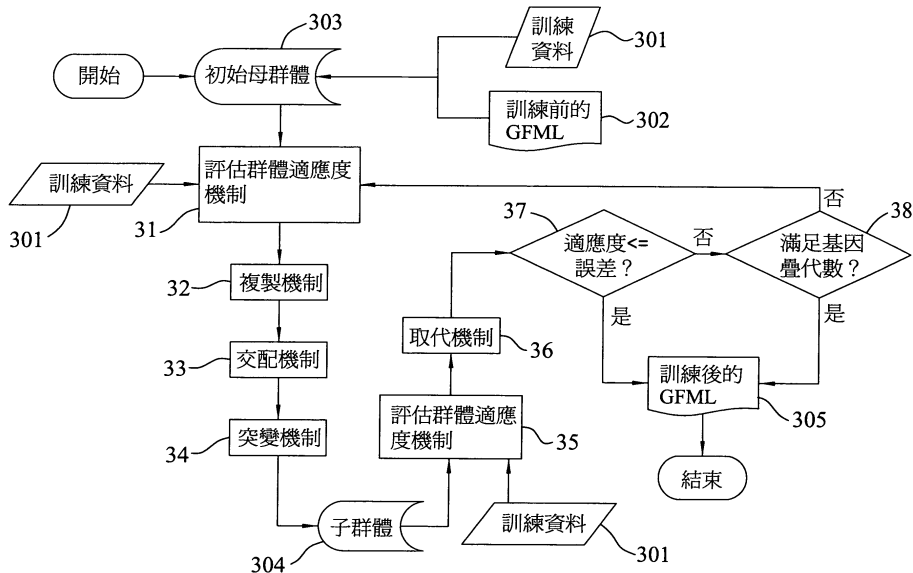 303
訓練
資料
301
開始
初始母群體
訓練前的
GFML
302
訓練資料
301
評估群體適應度
機制
31
37
適應度<=
誤差？
否
否
38
滿足基因
疊代數？
32
複製機制
是
是
取代機制
36
33
交配機制
訓練後的
GFML
305
34
突變機制
評估群體適應
度機制
35
結束
子群體
304
訓練資料
301